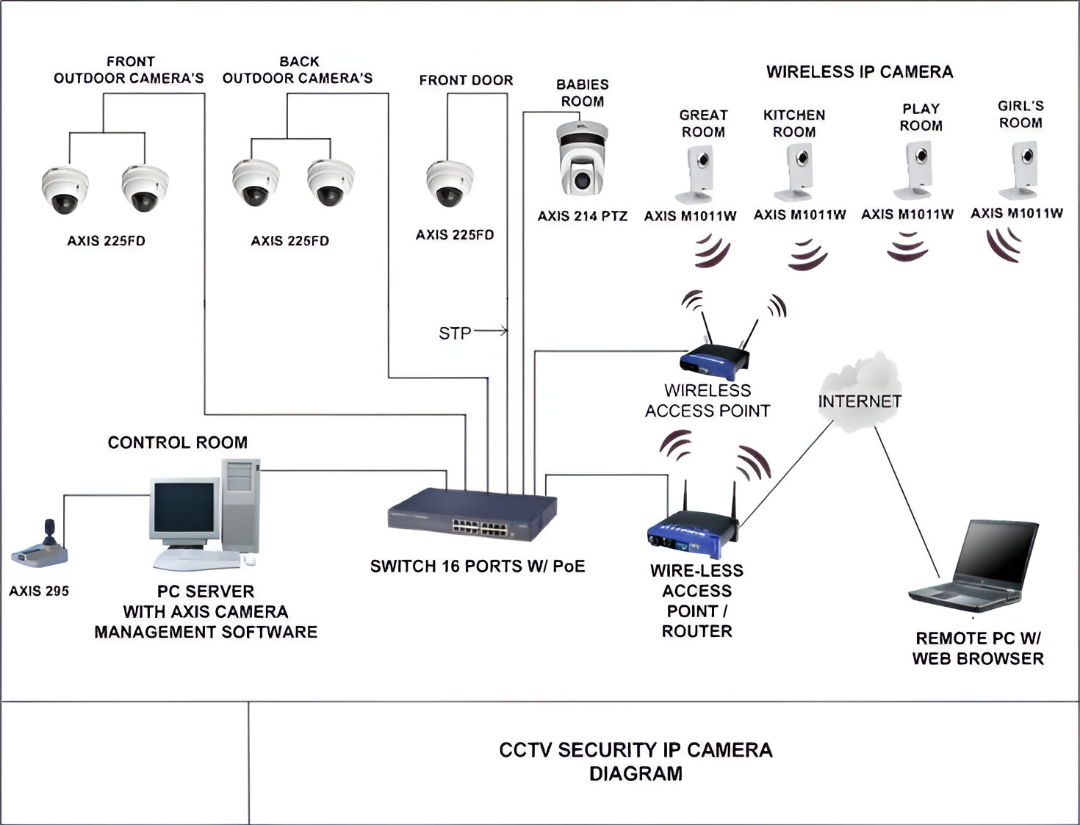 FRONT
OUTDOOR CAMERA'S
BACK
OUTDOOR CAMERA'S
FRONT DOOR
BABIES
ROOM
WIRELESS IP CAMERA
GREAT
ROOM
KITCHEN
ROOM
PLAY
ROOM
GIRL'S
ROOM
AXIS 225FD
AXIS 225FD
AXIS 225FD
AXIS 214 PTZ
AXIS M1011W
AXIS M1011W
AXIS M1011W
AXIS M1011W
STP
WIRELESS
ACCESS POINT
INTERNET
CONTROL ROOM
AXIS 295
PC SERVER
WITH AXIS CAMERA
MANAGEMENT SOFTWARE
SWITCH 16 PORTS W/ PoE
WIRE-LESS
ACCESS
POINT /
ROUTER
REMOTE PC W/
WEB BROWSER
CCTV SECURITY IP CAMERA
DIAGRAM